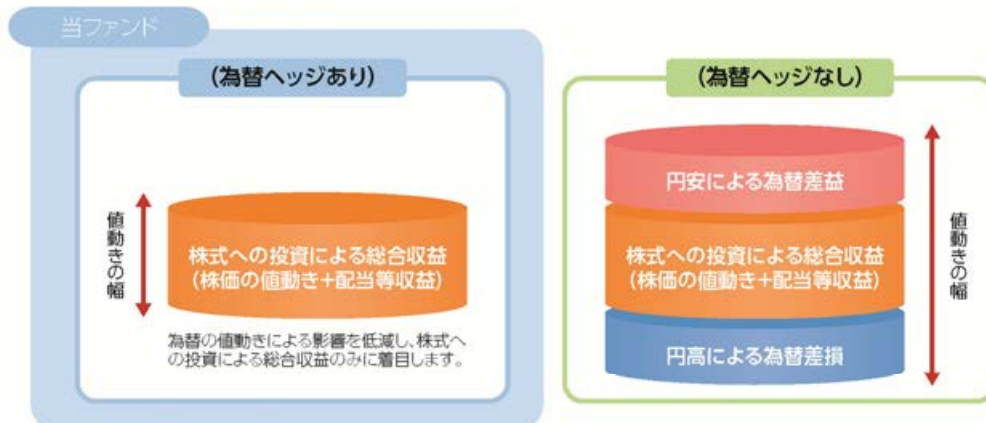 当ファンド
(為替ヘッジあり)
値動きの幅
株式への投資による総合収益
(株価の値動き+配当等収益)
為替の値動きによる影響を低減し、株式へ
の投資による総合収益のみに着目します。
(為替ヘッジなし)
円安による為替差益
株式への投資による総合収益
(株価の値動き+配当等収益)
円高による為替差損
値動きの幅